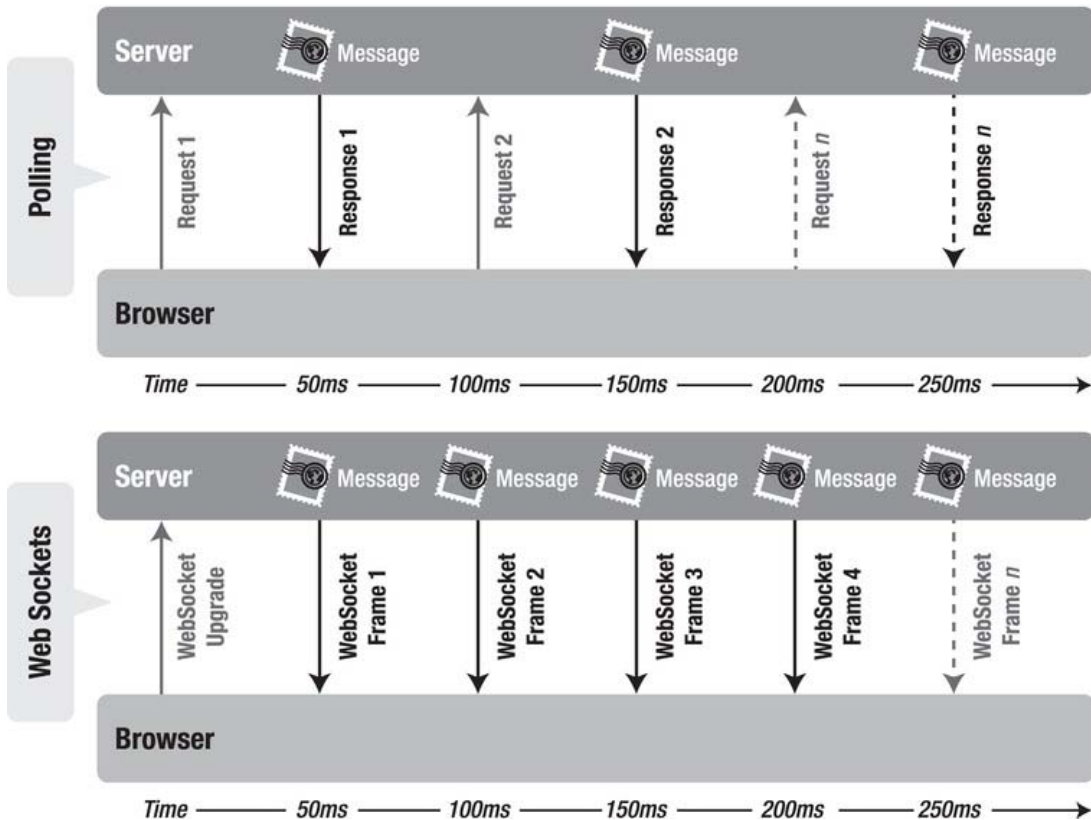 Polling
Server
Message
Message
Message
Request 1
Response 1
Request 2
Response 2
Request n
Response n
Browser
Time 50ms 100ms 150ms 200ms 250ms
Web Sockets
Server
Message
Message
Message
Message
Message
WebSocket
Upgrade
WebSocket
Frame 1
WebSocket
Frame 2
WebSocket
Frame 3
WebSocket
Frame 4
WebSocket
Frame n
Browser
Time 50ms 100ms 150ms 200ms 250ms